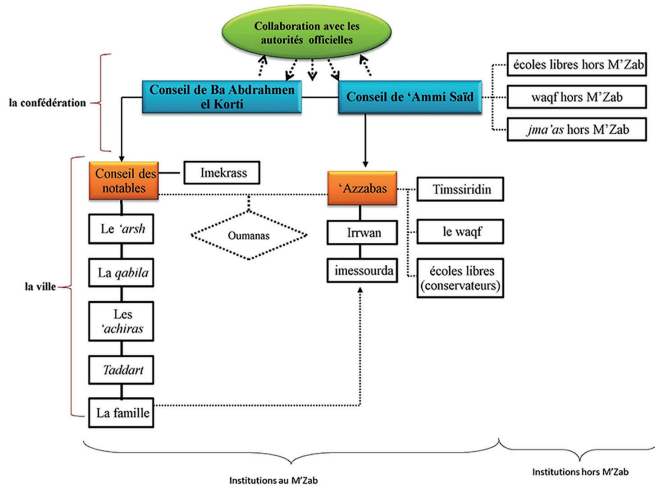 Collaboration avec les
autorités officielles
la confédération
Conseil de Ba Abdrahmen
el Korti
Conseil de ‘Ammi Saïd
écoles libres hors M’Zab
waqf hors M’Zab
jma’as hors M’Zab
la ville
Conseil des
notables
Imekrass
‘Azzabas
Timssiridin
Le ‘arsh
Oumanas
Irrwan
le waqf
La qabila
imessourda
écoles libres
(conservateurs)
Les
‘achiras
Taddart
La famille
Institutions au M’Zab
Institutions hors M’Zab